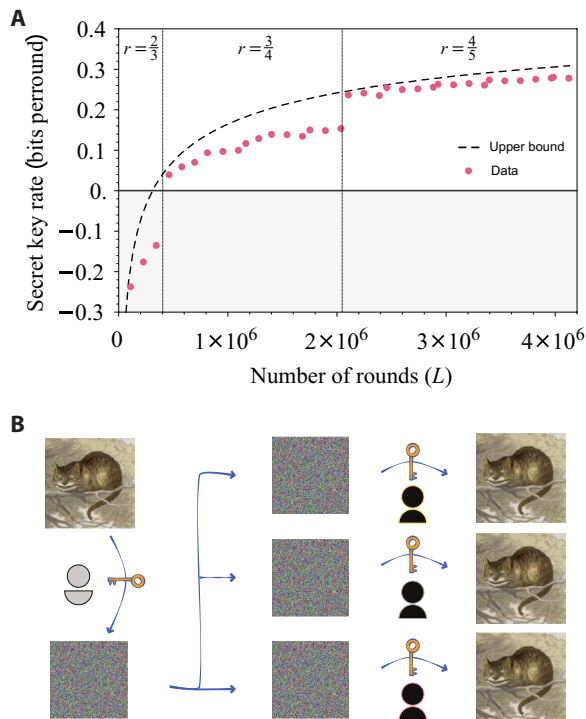 A
r = 2/3
r = 3/4
r = 4/5
0.4
0.3
0.2
0.1
0.
−0.1
−0.2
−0.3
Secret key rate (bits perround)
Upper bound
Data
0
1×10⁶
2×10⁶
3×10⁶
4×10⁶
Number of rounds (L)
B